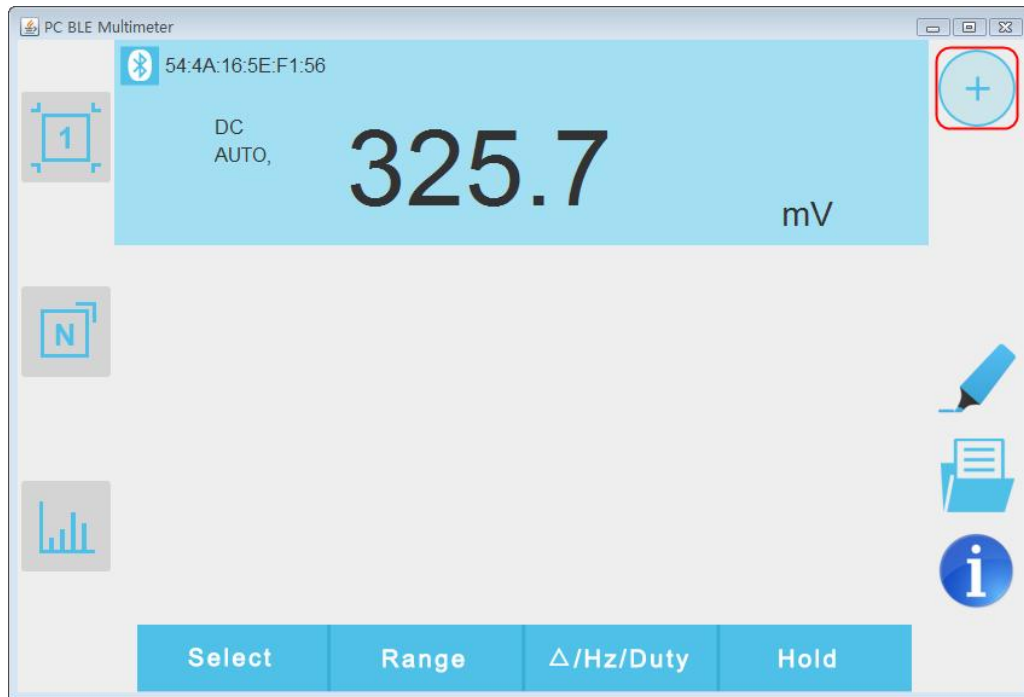 PC BLE Multimeter
54:4A:16:5E:F1:56
DC
AUTO,
325.7
mV
1
N
Select
Range
△/Hz/Duty
Hold